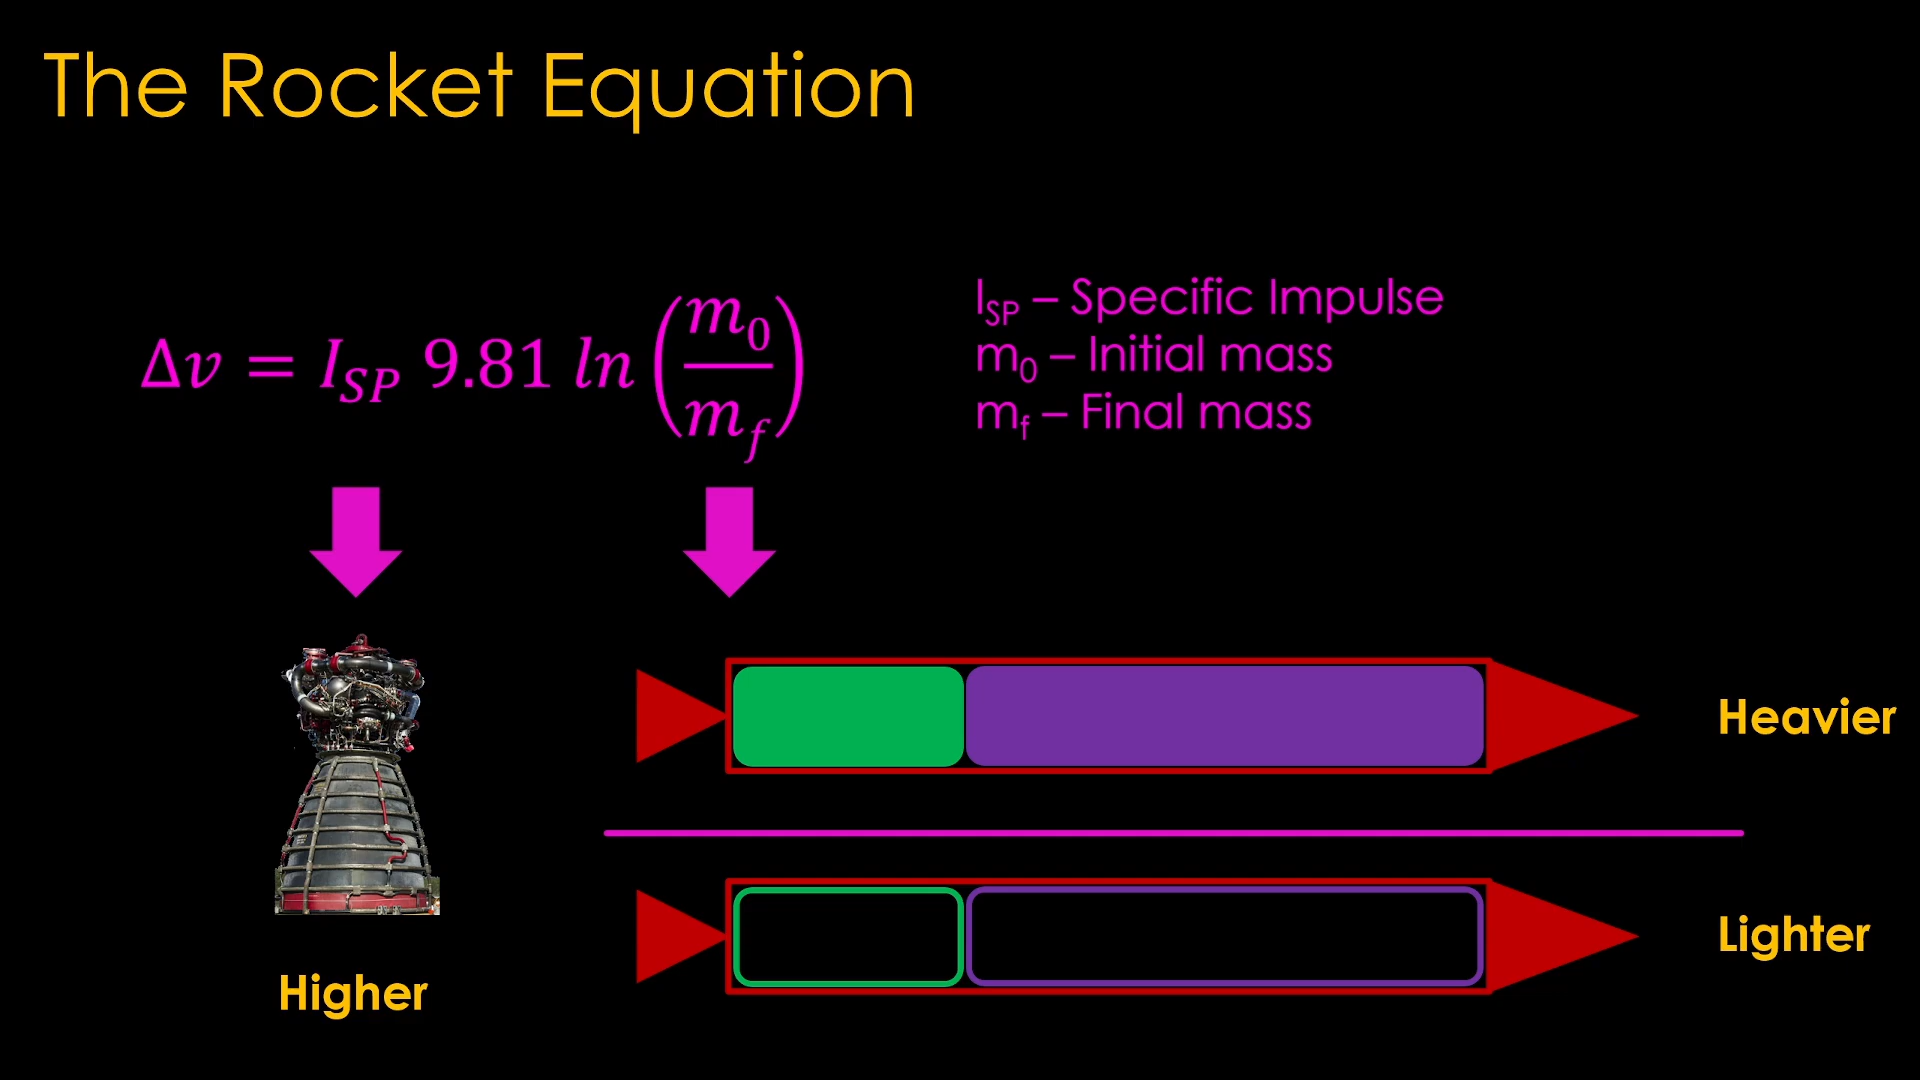 The Rocket Equation
Δv = I_SP 9.81 ln(m_0/m_f)
I_SP – Specific Impulse
m_0 – Initial mass
m_f – Final mass
Heavier
Lighter
Higher